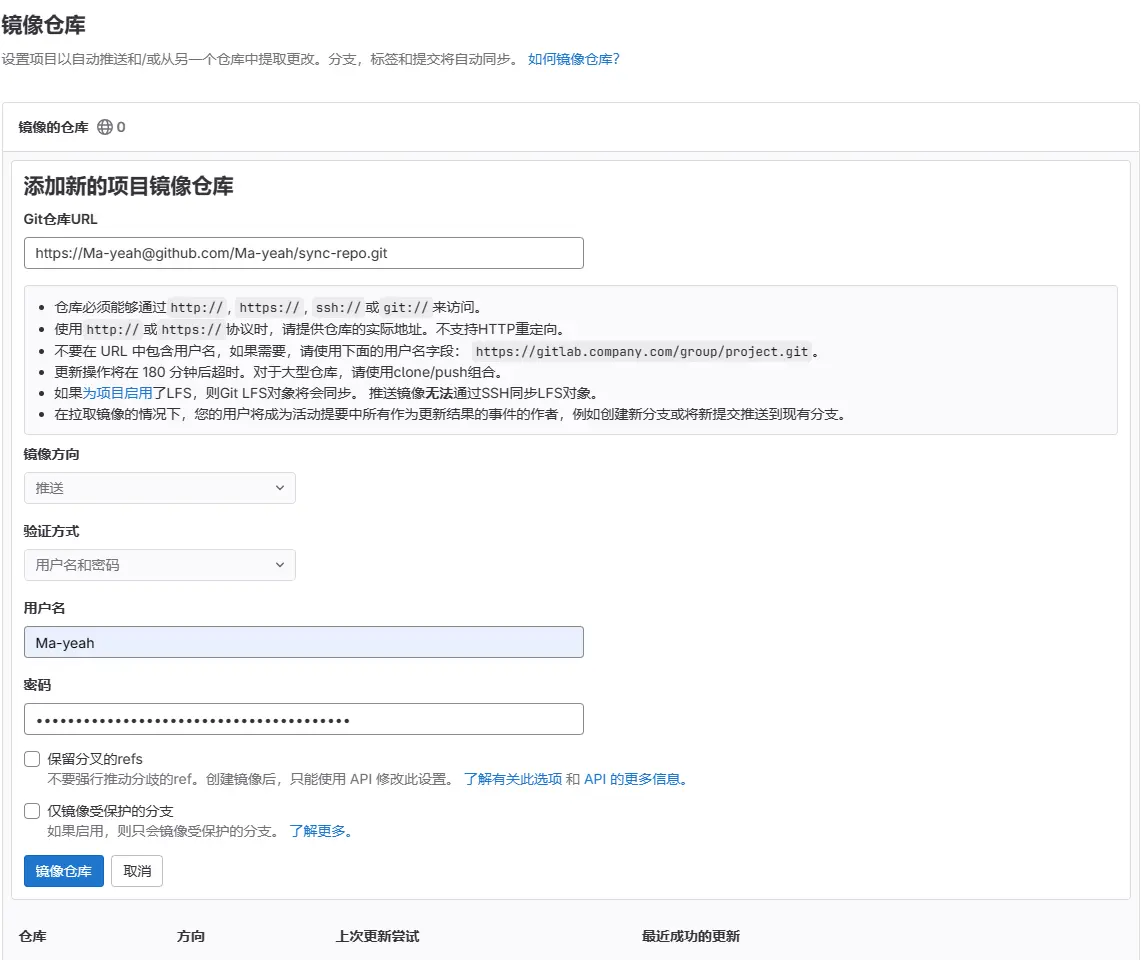 镜像仓库
设置项目以自动推送和/或从另一个仓库中提取更改。分支，标签和提交将自动同步。 如何镜像仓库？
镜像的仓库 0
添加新的项目镜像仓库
Git仓库URL
https://Ma-yeah@github.com/Ma-yeah/sync-repo.git
仓库必须能够通过 http://, https://, ssh:// 或 git:// 来访问。
使用 http:// 或 https:// 协议时，请提供仓库的实际地址。不支持HTTP重定向。
不要在 URL 中包含用户名，如果需要，请使用下面的用户名字段： https://gitlab.company.com/group/project.git 。
更新操作将在 180 分钟后超时。对于大型仓库，请使用clone/push组合。
如果为项目启用了LFS，则Git LFS对象将会同步。 推送镜像无法通过SSH同步LFS对象。
在拉取镜像的情况下，您的用户将成为活动提要中所有作为更新结果的事件的作者，例如创建新分支或将新提交推送到现有分支。
镜像方向
推送
验证方式
用户名和密码
用户名
Ma-yeah
密码
••••••••••••••••••••••••••••••••••••••••
保留分叉的refs
不要强行推动分歧的ref。创建镜像后，只能使用 API 修改此设置。 了解有关此选项 和 API 的更多信息。
仅镜像受保护的分支
如果启用，则只会镜像受保护的分支。 了解更多。
镜像仓库 取消
仓库 方向 上次更新尝试 最近成功的更新